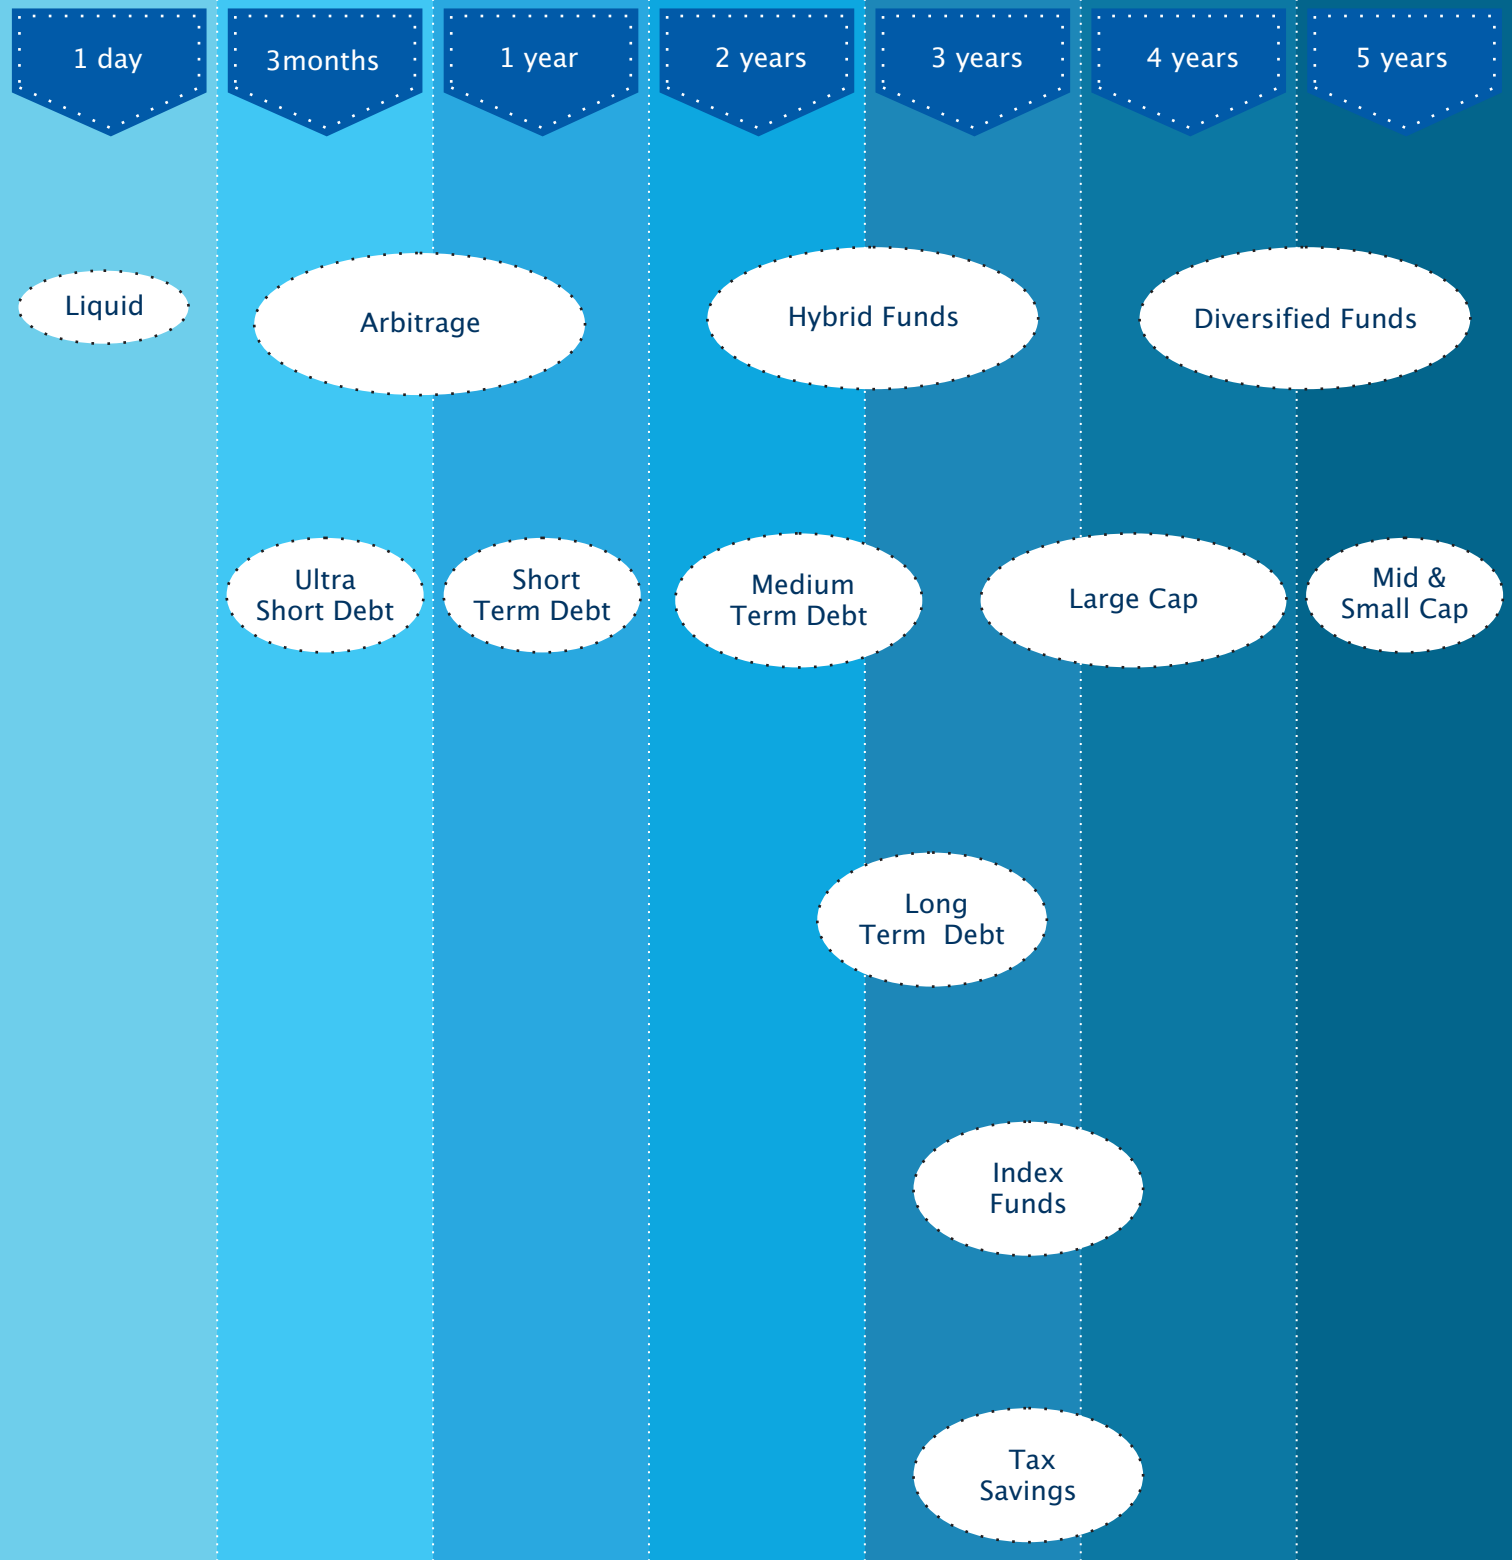 1 day
3months
1 year
2 years
3 years
4 years
5 years
Liquid
Arbitrage
Hybrid Funds
Diversified Funds
Ultra
Short Debt
Short
Term Debt
Medium
Term Debt
Large Cap
Mid &
Small Cap
Long
Term  Debt
Index
Funds
Tax
Savings